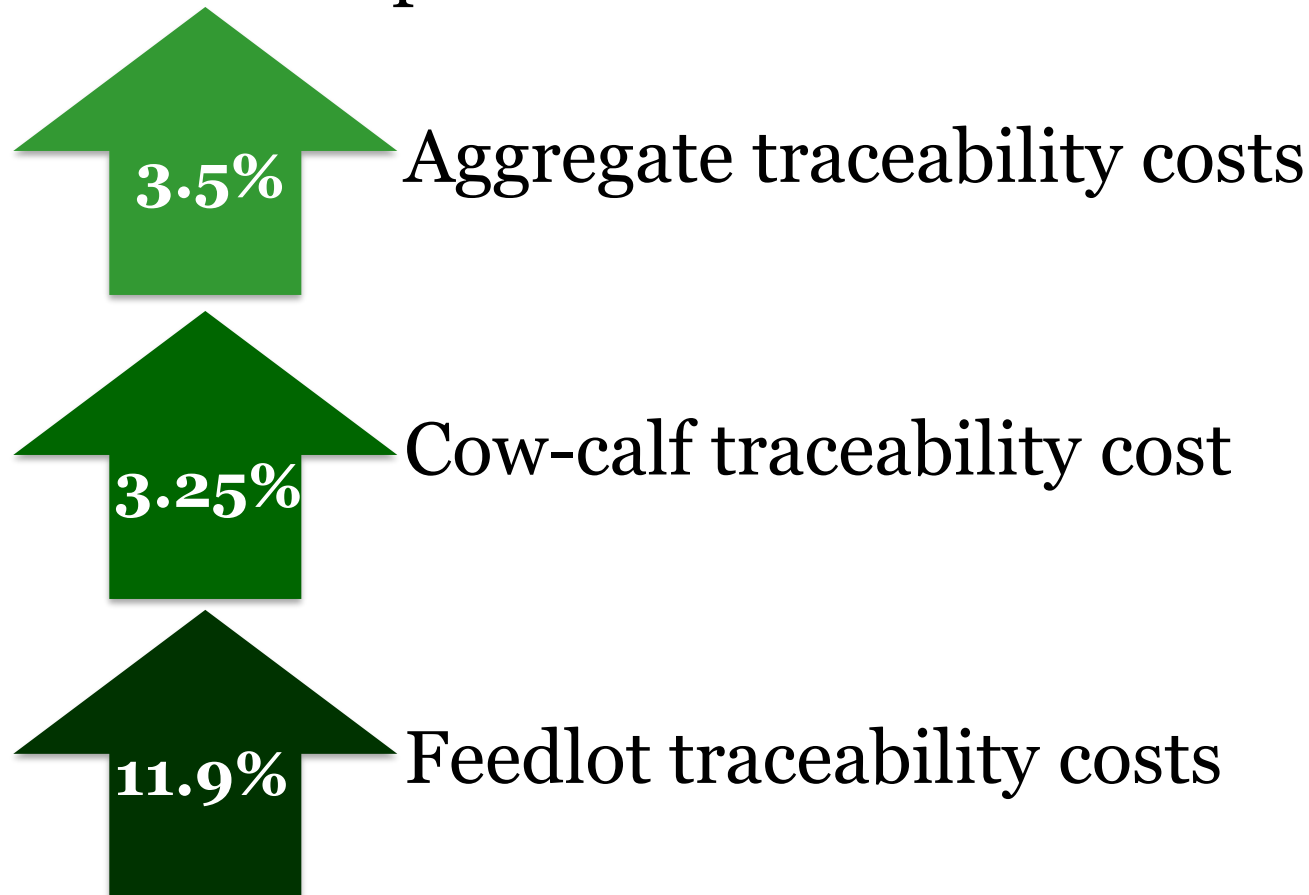 3.5%
Aggregate traceability costs
3.25%
Cow-calf traceability cost
11.9%
Feedlot traceability costs